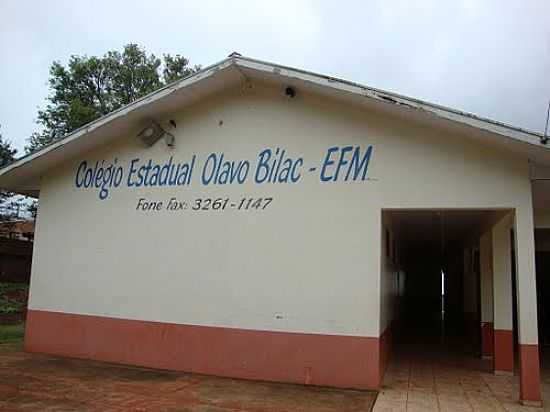 Colégio Estadual Olavo Bilac - EFM
Fone Fax: 3261-1147